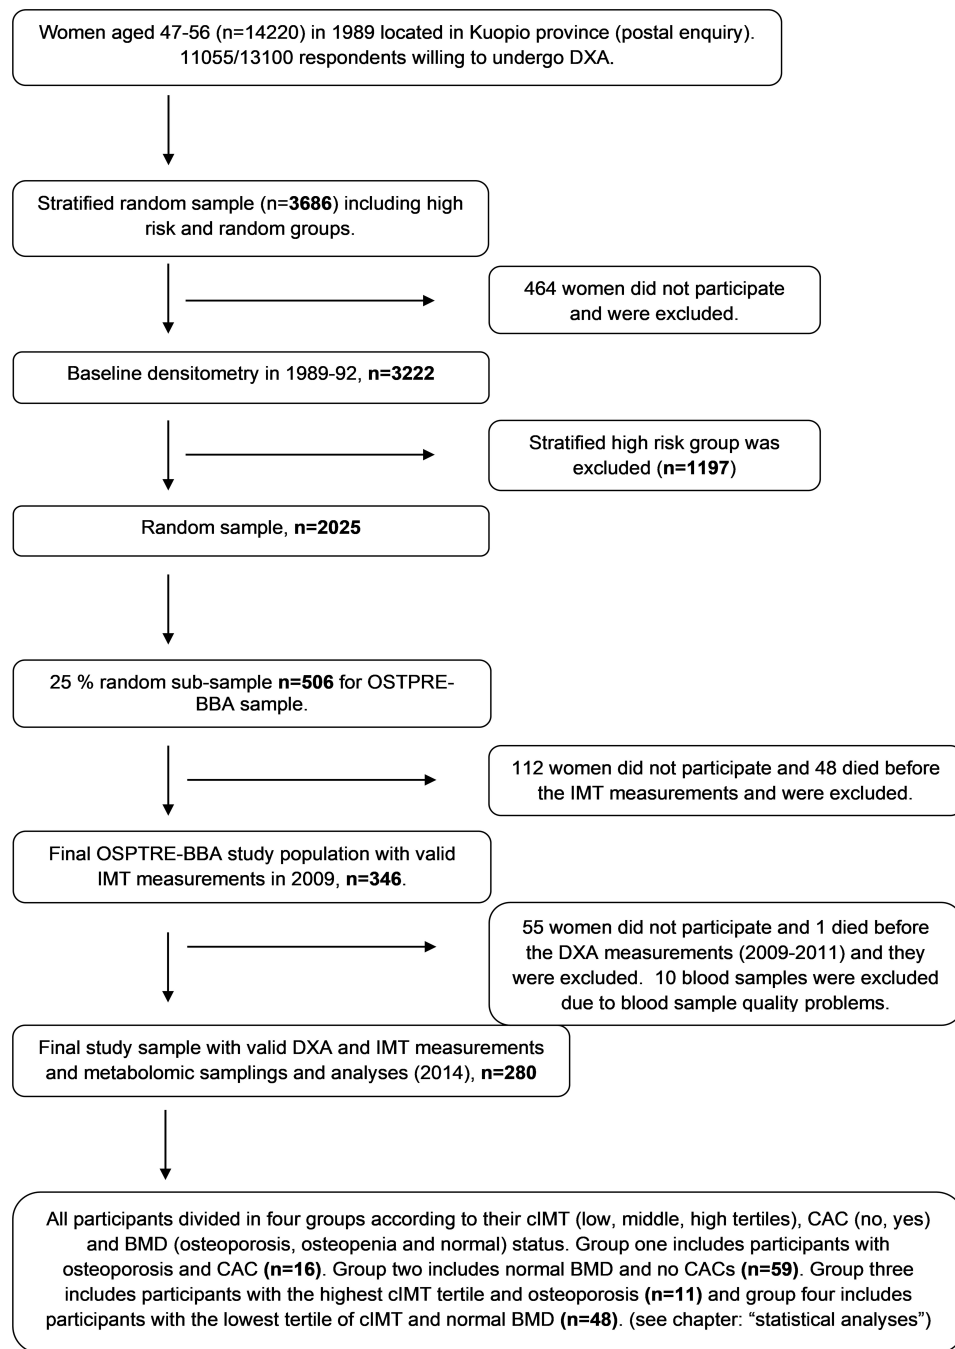 Women aged 47-56 (n=14220) in 1989 located in Kuopio province (postal enquiry).
11055/13100 respondents willing to undergo DXA.
Stratified random sample (n=3686) including high
risk and random groups.
464 women did not participate
and were excluded.
Baseline densitometry in 1989-92, n=3222
Stratified high risk group was
excluded (n=1197)
Random sample, n=2025
25 % random sub-sample n=506 for OSTPRE-
BBA sample.
112 women did not participate and 48 died before
the IMT measurements and were excluded.
Final OSPTRE-BBA study population with valid
IMT measurements in 2009, n=346.
55 women did not participate and 1 died before
the DXA measurements (2009-2011) and they
were excluded.  10 blood samples were excluded
due to blood sample quality problems.
Final study sample with valid DXA and IMT measurements
and metabolomic samplings and analyses (2014), n=280
All participants divided in four groups according to their cIMT (low, middle, high tertiles), CAC (no, yes)
and BMD (osteoporosis, osteopenia and normal) status. Group one includes participants with
osteoporosis and CAC (n=16). Group two includes normal BMD and no CACs (n=59). Group three
includes participants with the highest cIMT tertile and osteoporosis (n=11) and group four includes
participants with the lowest tertile of cIMT and normal BMD (n=48). (see chapter: “statistical analyses”)